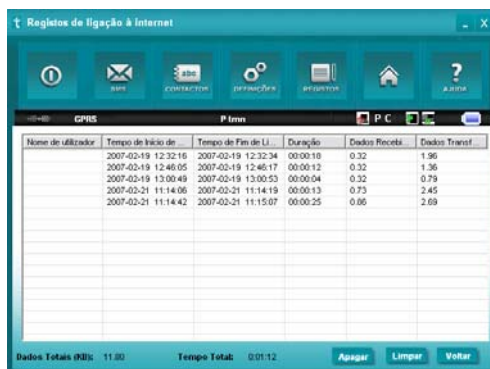 t Registos de ligação à internet - X
abc
SMS CONTACTOS DEFINIÇÕES REGISTOS AJUDA
GPRS P tmn PC
Nome de utilizador Tempo de Início de ... Tempo de Fim de Li... Duração Dados Recebi... Dados Transf...
2007-02-19 12:32:16 2007-02-19 12:32:34 00:00:18 0.32 1.96
2007-02-19 12:46:05 2007-02-19 12:46:17 00:00:12 0.32 1.36
2007-02-19 13:00:49 2007-02-19 13:00:53 00:00:04 0.32 0.79
2007-02-21 11:14:06 2007-02-21 11:14:19 00:00:13 0.73 2.45
2007-02-21 11:14:42 2007-02-21 11:15:07 00:00:25 0.86 2.69
Dados Totais (KB): 11.80 Tempo Total: 0:01:12 Apagar Limpar Voltar